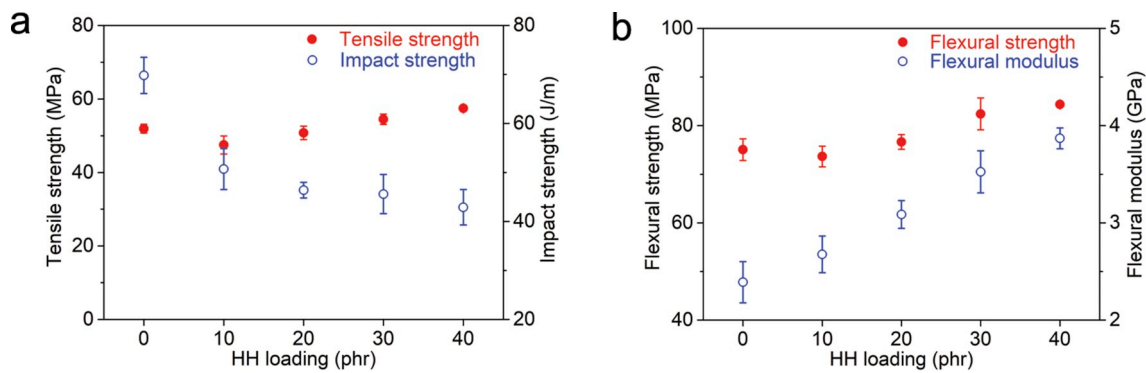 a
Tensile strength
Impact strength
Tensile strength (MPa)
80
60
40
20
0
Impact strength (J/m)
80
60
40
20
0 10 20 30 40
HH loading (phr)
b
Flexural strength
Flexural modulus
Flexural strength (MPa)
100
80
60
40
Flexural modulus (GPa)
5
4
3
2
0 10 20 30 40
HH loading (phr)